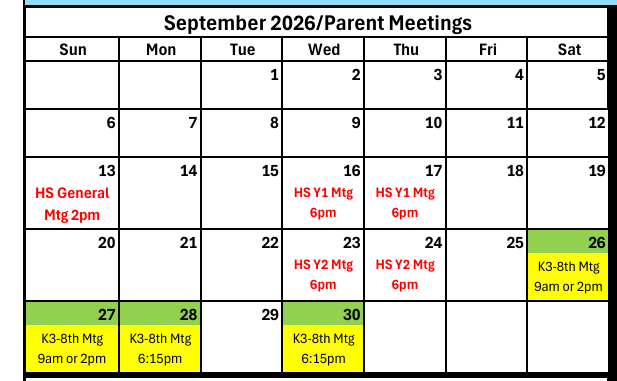 September 2026/Parent Meetings
Sun Mon Tue Wed Thu Fri Sat
1 2 3 4 5
6 7 8 9 10 11 12
13 14 15 16 17 18 19
HS General HS Y1 Mtg HS Y1 Mtg
Mtg 2pm 6pm 6pm
20 21 22 23 24 25 26
HS Y2 Mtg HS Y2 Mtg K3-8th Mtg
6pm 6pm 9am or 2pm
27 28 29 30
K3-8th Mtg K3-8th Mtg K3-8th Mtg
9am or 2pm 6:15pm 6:15pm